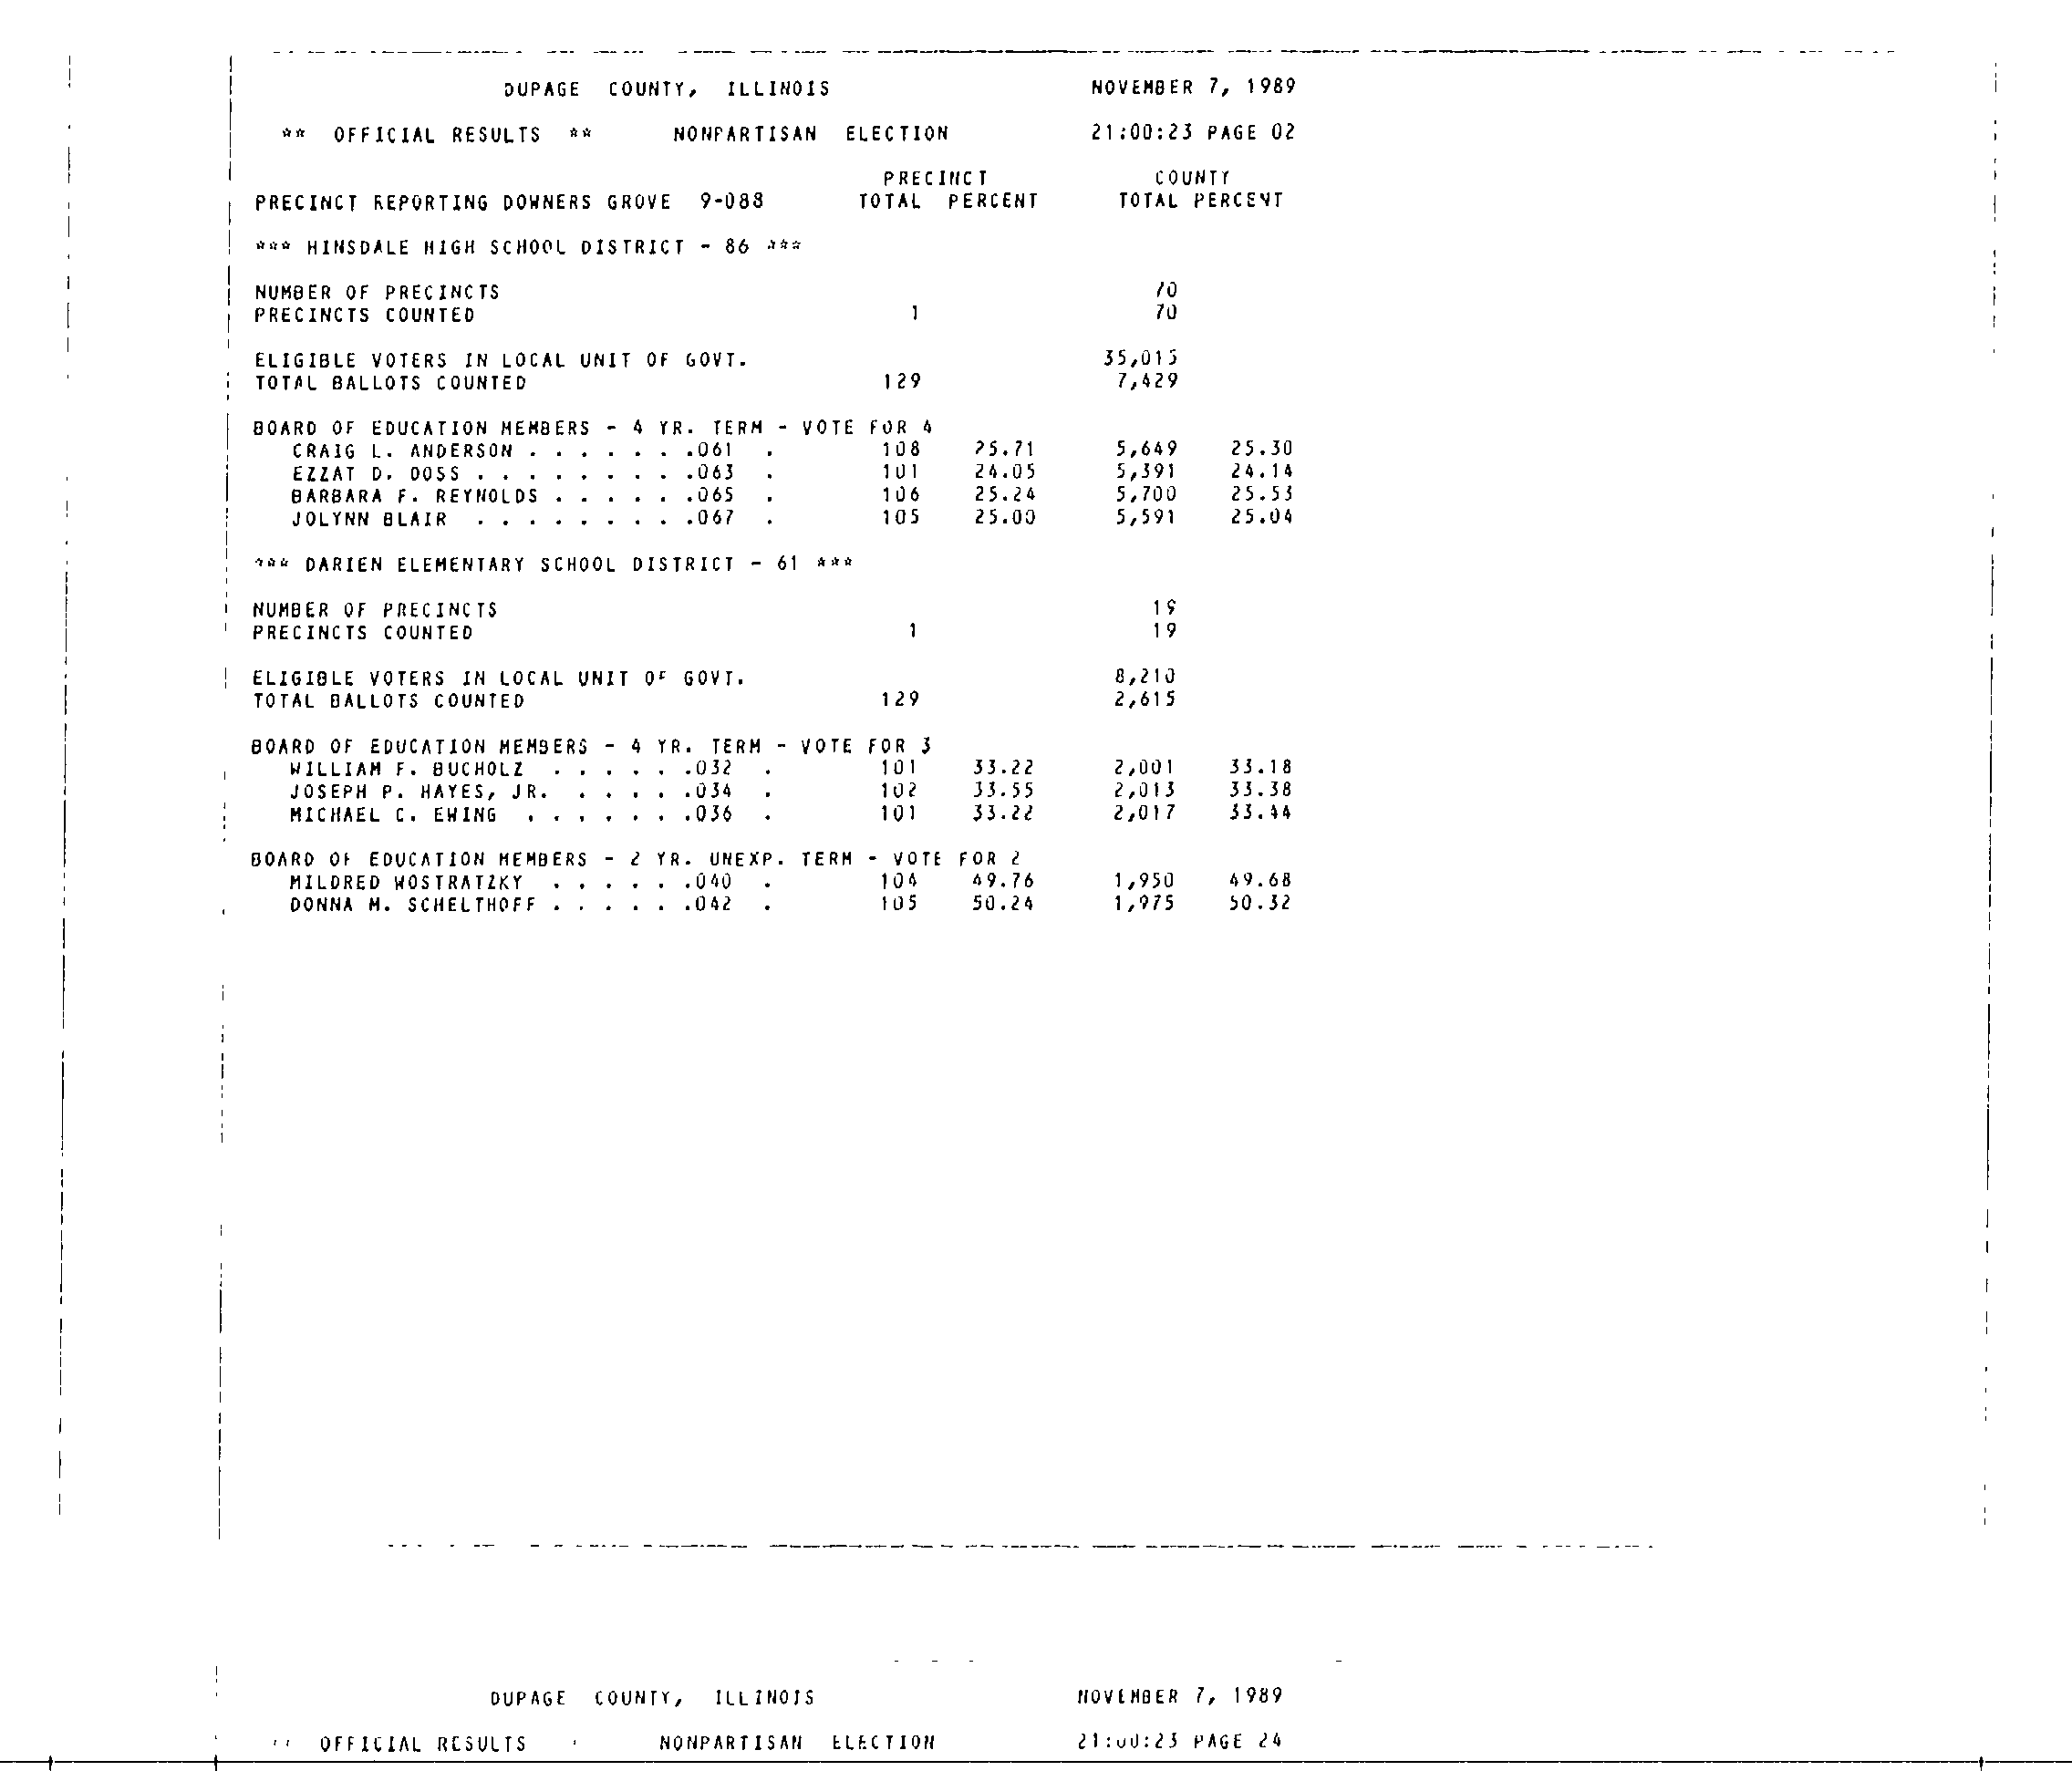 DUPAGE COUNTY, ILLINOIS NOVEMBER 7, 1989
** OFFICIAL RESULTS ** NONPARTISAN ELECTION 21:00:23 PAGE 02
PRECINCT COUNTY
PRECINCT REPORTING DOWNERS GROVE 9-088 TOTAL PERCENT TOTAL PERCENT
*** HINSDALE HIGH SCHOOL DISTRICT - 86 ***
NUMBER OF PRECINCTS 70
PRECINCTS COUNTED 1 70
ELIGIBLE VOTERS IN LOCAL UNIT OF GOVT. 35,015
TOTAL BALLOTS COUNTED 129 7,429
BOARD OF EDUCATION MEMBERS - 4 YR. TERM - VOTE FOR 4
CRAIG L. ANDERSON . . . . . . .061 . 108 25.71 5,649 25.30
EZZAT D. DOSS . . . . . . . . .063 . 101 24.05 5,391 24.14
BARBARA F. REYNOLDS . . . . . .065 . 106 25.24 5,700 25.53
JOLYNN BLAIR . . . . . . . . .067 . 105 25.00 5,591 25.04
*** DARIEN ELEMENTARY SCHOOL DISTRICT - 61 ***
NUMBER OF PRECINCTS 19
PRECINCTS COUNTED 1 19
ELIGIBLE VOTERS IN LOCAL UNIT OF GOVT. 8,210
TOTAL BALLOTS COUNTED 129 2,615
BOARD OF EDUCATION MEMBERS - 4 YR. TERM - VOTE FOR 3
WILLIAM F. BUCHOLZ . . . . . .032 . 101 33.22 2,001 33.18
JOSEPH P. HAYES, JR. . . . . .034 . 102 33.55 2,013 33.38
MICHAEL C. EWING . . . . . . .036 . 101 33.22 2,017 33.44
BOARD OF EDUCATION MEMBERS - 2 YR. UNEXP. TERM - VOTE FOR 2
MILDRED WOSTRATZKY . . . . . .040 . 104 49.76 1,950 49.68
DONNA M. SCHELTHOFF . . . . . .042 . 105 50.24 1,975 50.32
DUPAGE COUNTY, ILLINOIS NOVEMBER 7, 1989
OFFICIAL RESULTS NONPARTISAN ELECTION 21:00:23 PAGE 24